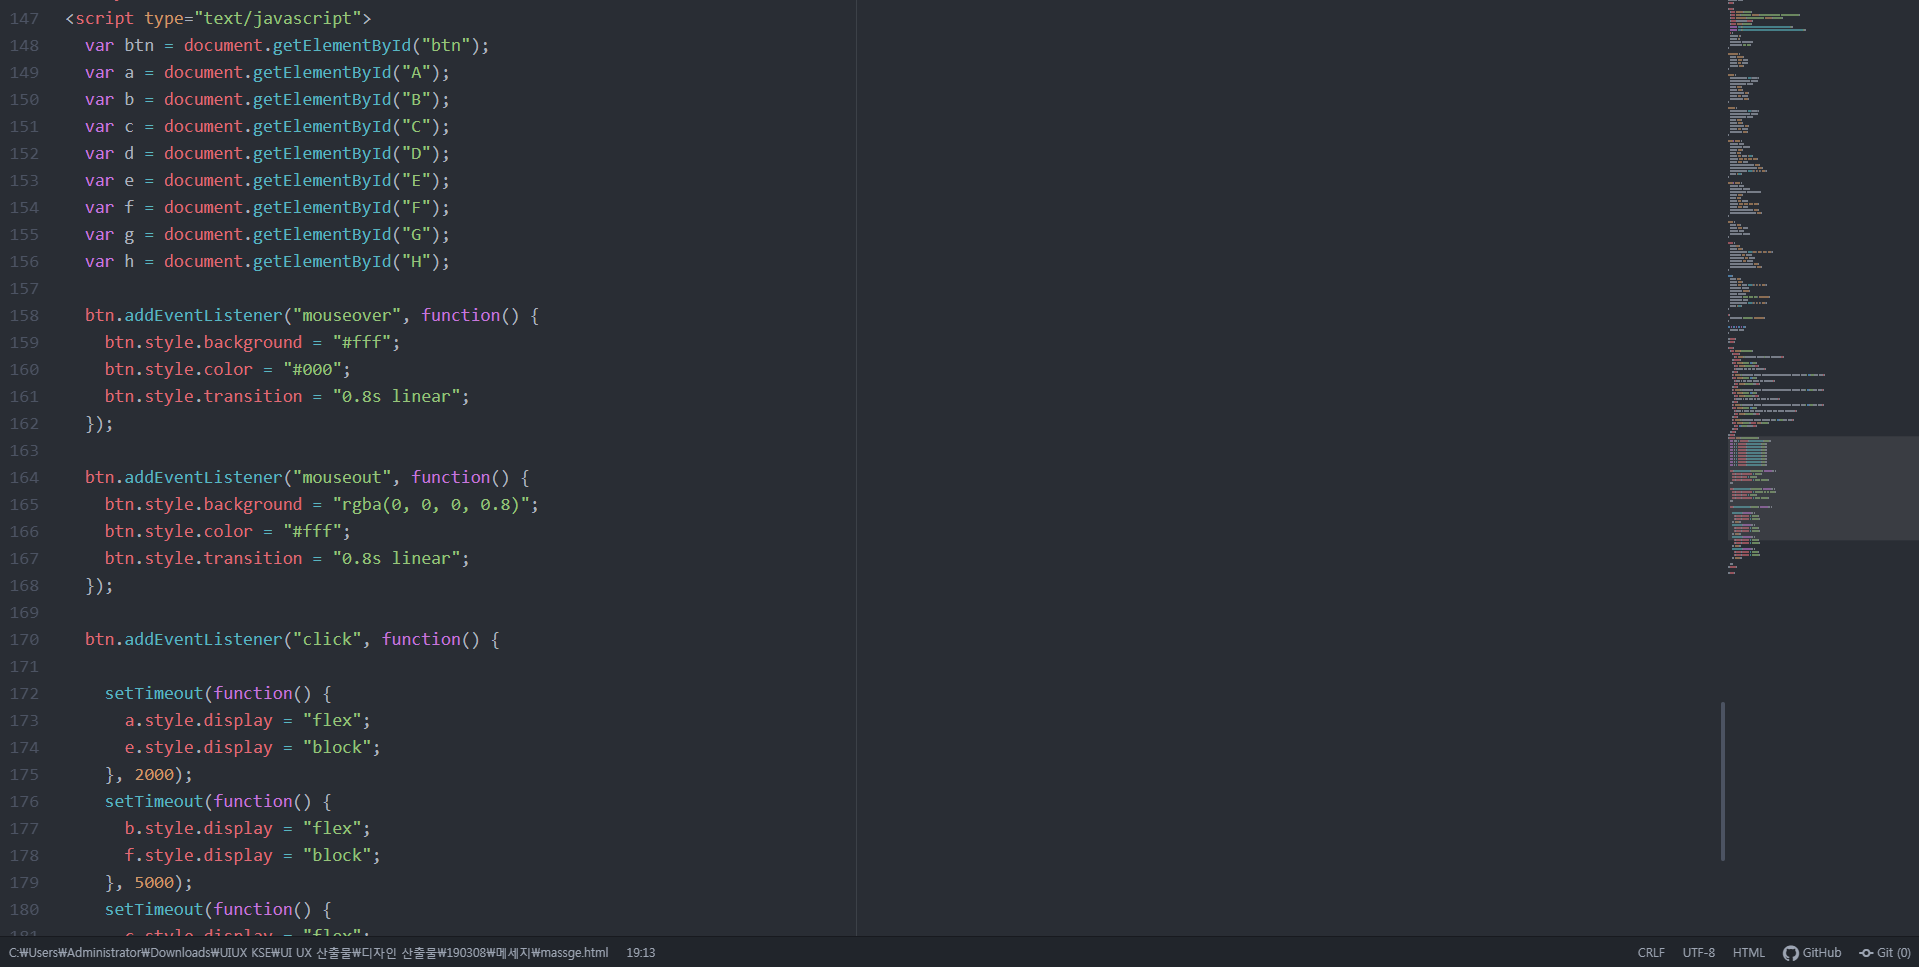 147 <script type="text/javascript">
148 var btn = document.getElementById("btn");
149 var a = document.getElementById("A");
150 var b = document.getElementById("B");
151 var c = document.getElementById("C");
152 var d = document.getElementById("D");
153 var e = document.getElementById("E");
154 var f = document.getElementById("F");
155 var g = document.getElementById("G");
156 var h = document.getElementById("H");
157
158 btn.addEventListener("mouseover", function() {
159 btn.style.background = "#fff";
160 btn.style.color = "#000";
161 btn.style.transition = "0.8s linear";
162 });
163
164 btn.addEventListener("mouseout", function() {
165 btn.style.background = "rgba(0, 0, 0, 0.8)";
166 btn.style.color = "#fff";
167 btn.style.transition = "0.8s linear";
168 });
169
170 btn.addEventListener("click", function() {
171
172 setTimeout(function() {
173 a.style.display = "flex";
174 e.style.display = "block";
175 }, 2000);
176 setTimeout(function() {
177 b.style.display = "flex";
178 f.style.display = "block";
179 }, 5000);
180 setTimeout(function() {
181 c.style.display = "flex";
C:₩Users₩Administrator₩Downloads₩UIUX KSE₩UI UX 산출물₩디자인 산출물₩190308₩메세지₩massge.html 19:13 CRLF UTF-8 HTML GitHub Git (0)